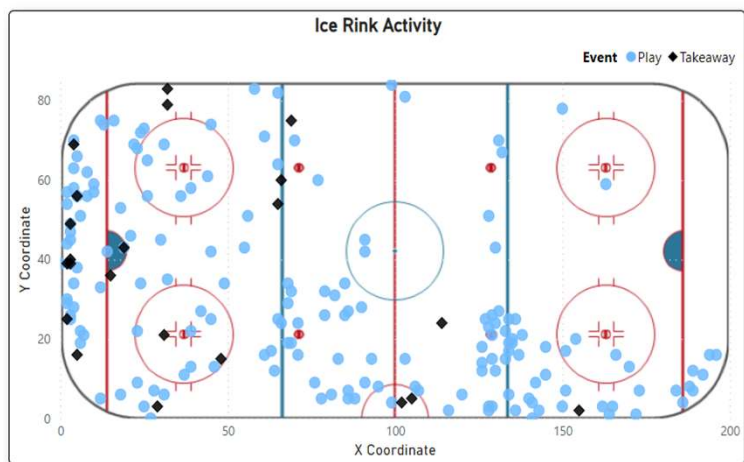 Ice Rink Activity
Event Play Takeaway
80
60
40
20
0
Y Coordinate
0 50 100 150 200
X Coordinate